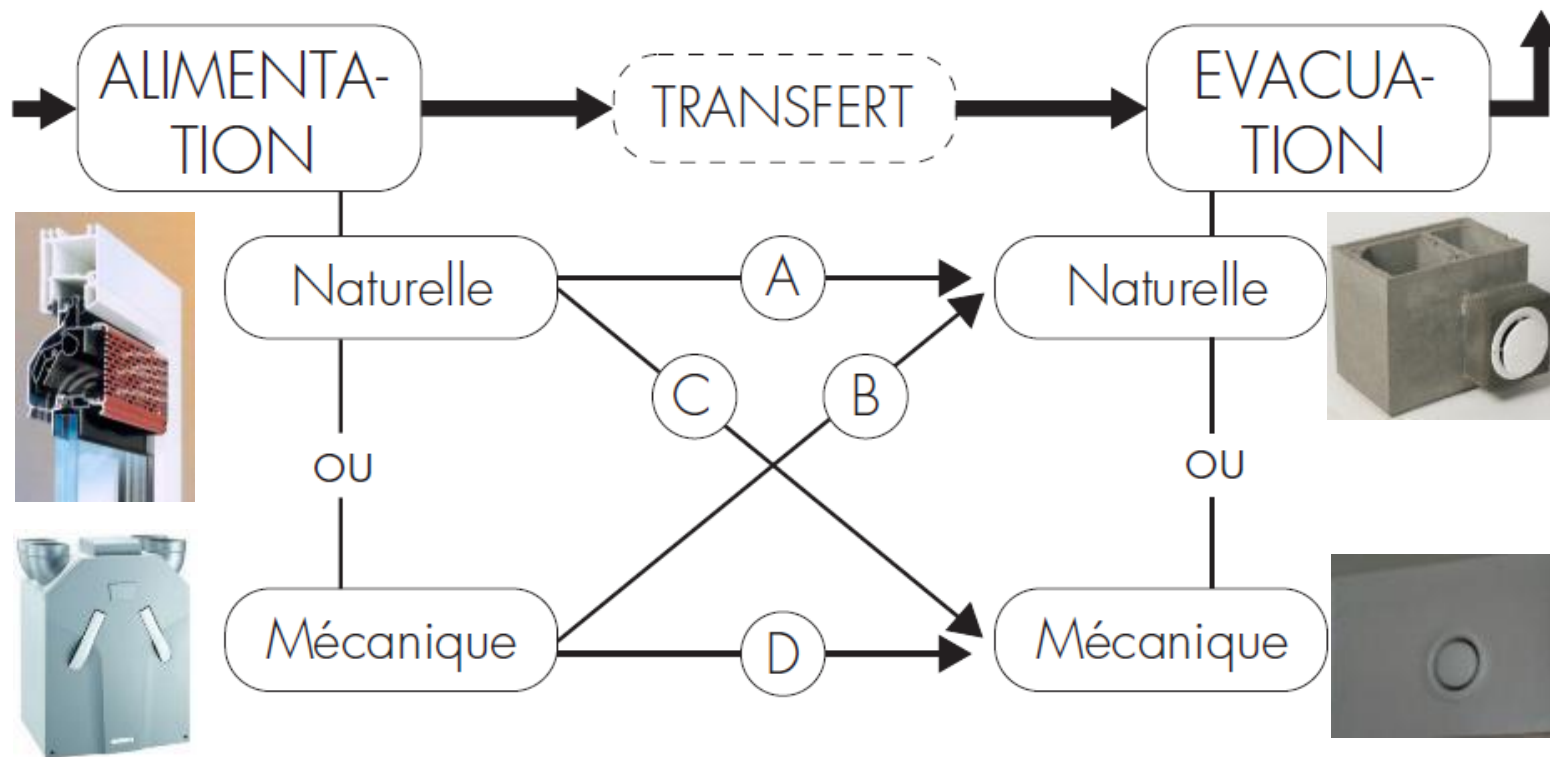 ALIMENTA-
TION
TRANSFERT
EVACUA-
TION
Naturelle
A
Naturelle
C
B
ou
ou
Mécanique
D
Mécanique